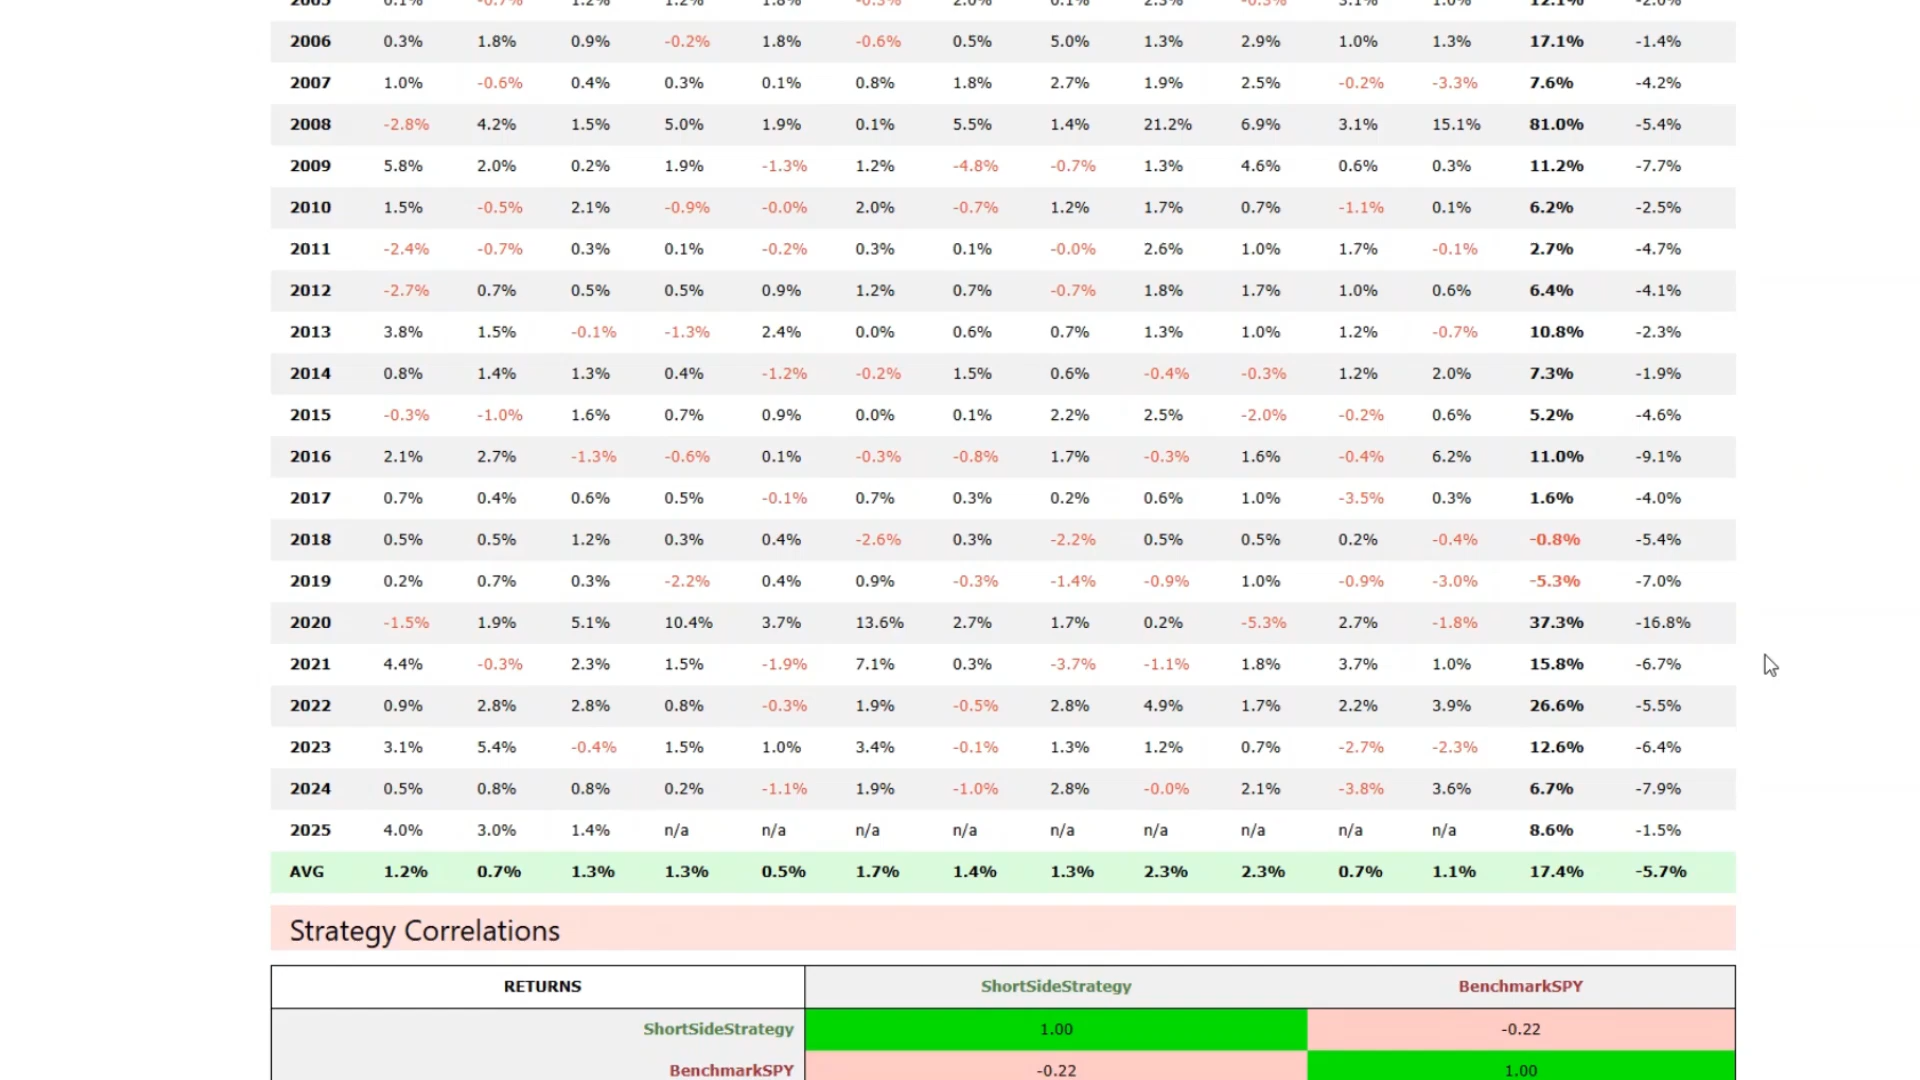 2005 0.1% -0.7% 1.2% 1.2% 1.8% -0.3% 2.0% 0.1% 2.3% -0.3% 3.1% 1.0% 12.1% -2.0%
2006 0.3% 1.8% 0.9% -0.2% 1.8% -0.6% 0.5% 5.0% 1.3% 2.9% 1.0% 1.3% 17.1% -1.4%
2007 1.0% -0.6% 0.4% 0.3% 0.1% 0.8% 1.8% 2.7% 1.9% 2.5% -0.2% -3.3% 7.6% -4.2%
2008 -2.8% 4.2% 1.5% 5.0% 1.9% 0.1% 5.5% 1.4% 21.2% 6.9% 3.1% 15.1% 81.0% -5.4%
2009 5.8% 2.0% 0.2% 1.9% -1.3% 1.2% -4.8% -0.7% 1.3% 4.6% 0.6% 0.3% 11.2% -7.7%
2010 1.5% -0.5% 2.1% -0.9% -0.0% 2.0% -0.7% 1.2% 1.7% 0.7% -1.1% 0.1% 6.2% -2.5%
2011 -2.4% -0.7% 0.3% 0.1% -0.2% 0.3% 0.1% -0.0% 2.6% 1.0% 1.7% -0.1% 2.7% -4.7%
2012 -2.7% 0.7% 0.5% 0.5% 0.9% 1.2% 0.7% -0.7% 1.8% 1.7% 1.0% 0.6% 6.4% -4.1%
2013 3.8% 1.5% -0.1% -1.3% 2.4% 0.0% 0.6% 0.7% 1.3% 1.0% 1.2% -0.7% 10.8% -2.3%
2014 0.8% 1.4% 1.3% 0.4% -1.2% -0.2% 1.5% 0.6% -0.4% -0.3% 1.2% 2.0% 7.3% -1.9%
2015 -0.3% -1.0% 1.6% 0.7% 0.9% 0.0% 0.1% 2.2% 2.5% -2.0% -0.2% 0.6% 5.2% -4.6%
2016 2.1% 2.7% -1.3% -0.6% 0.1% -0.3% -0.8% 1.7% -0.3% 1.6% -0.4% 6.2% 11.0% -9.1%
2017 0.7% 0.4% 0.6% 0.5% -0.1% 0.7% 0.3% 0.2% 0.6% 1.0% -3.5% 0.3% 1.6% -4.0%
2018 0.5% 0.5% 1.2% 0.3% 0.4% -2.6% 0.3% -2.2% 0.5% 0.5% 0.2% -0.4% -0.8% -5.4%
2019 0.2% 0.7% 0.3% -2.2% 0.4% 0.9% -0.3% -1.4% -0.9% 1.0% -0.9% -3.0% -5.3% -7.0%
2020 -1.5% 1.9% 5.1% 10.4% 3.7% 13.6% 2.7% 1.7% 0.2% -5.3% 2.7% -1.8% 37.3% -16.8%
2021 4.4% -0.3% 2.3% 1.5% -1.9% 7.1% 0.3% -3.7% -1.1% 1.8% 3.7% 1.0% 15.8% -6.7%
2022 0.9% 2.8% 2.8% 0.8% -0.3% 1.9% -0.5% 2.8% 4.9% 1.7% 2.2% 3.9% 26.6% -5.5%
2023 3.1% 5.4% -0.4% 1.5% 1.0% 3.4% -0.1% 1.3% 1.2% 0.7% -2.7% -2.3% 12.6% -6.4%
2024 0.5% 0.8% 0.8% 0.2% -1.1% 1.9% -1.0% 2.8% -0.0% 2.1% -3.8% 3.6% 6.7% -7.9%
2025 4.0% 3.0% 1.4% n/a n/a n/a n/a n/a n/a n/a n/a n/a 8.6% -1.5%
AVG 1.2% 0.7% 1.3% 1.3% 0.5% 1.7% 1.4% 1.3% 2.3% 2.3% 0.7% 1.1% 17.4% -5.7%
Strategy Correlations
RETURNS ShortSideStrategy BenchmarkSPY
ShortSideStrategy 1.00 -0.22
BenchmarkSPY -0.22 1.00